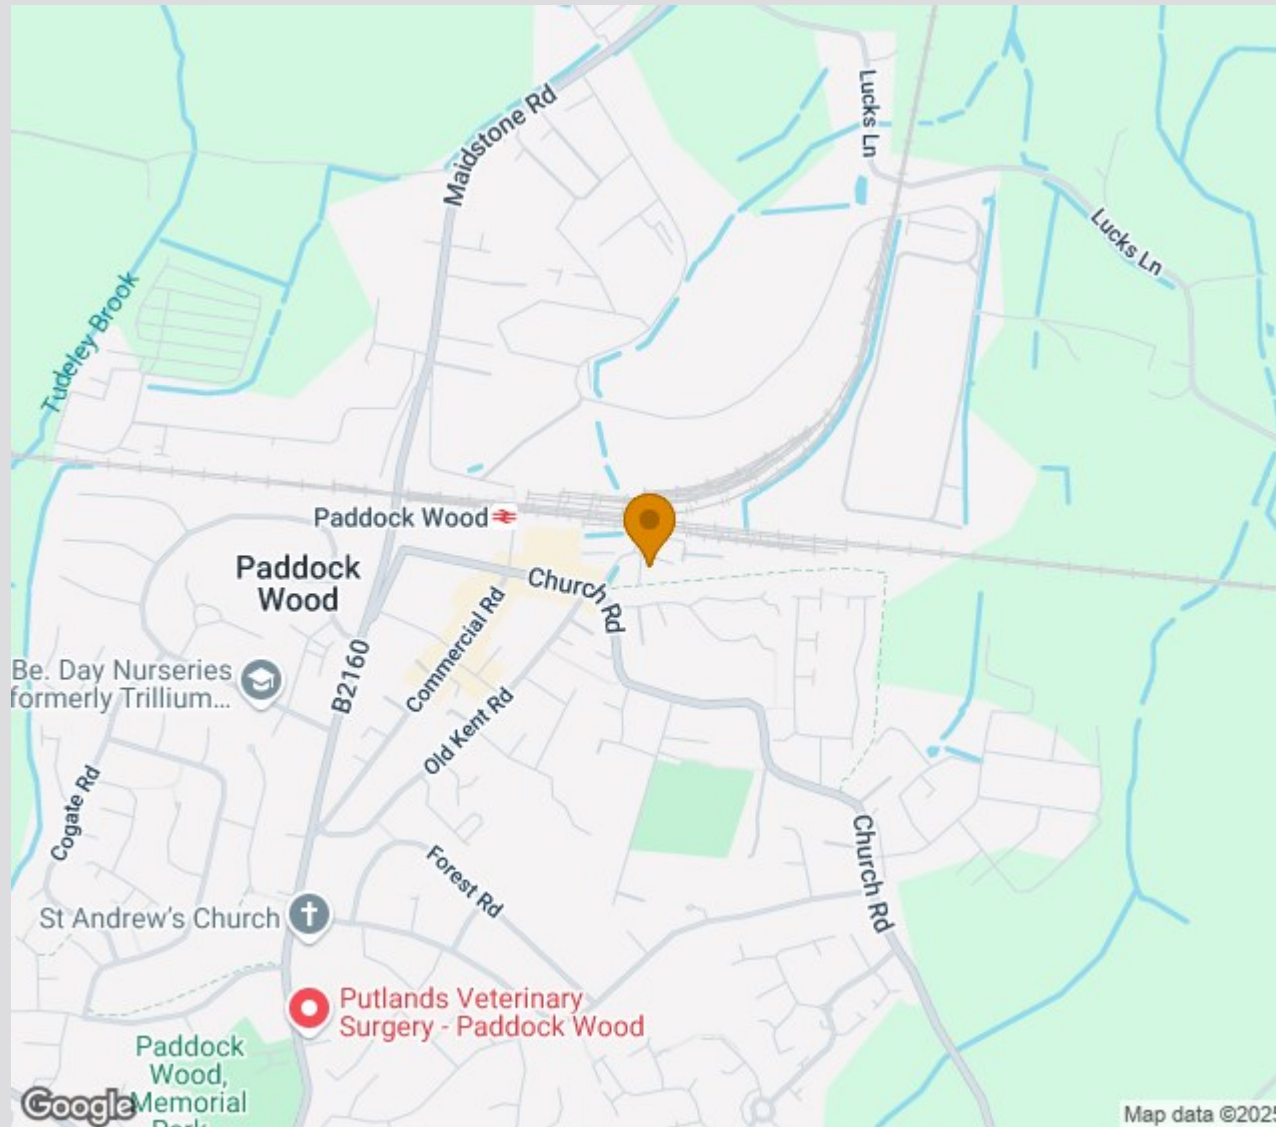 Maidstone Rd
Lucks Ln
Lucks Ln
Tudeley Brook
Paddock Wood
Paddock
Wood
Church Rd
Commercial Rd
B2160
Old Kent Rd
Be. Day Nurseries
formerly Trillium...
Cogate Rd
Forest Rd
Church Rd
St Andrew's Church
Putlands Veterinary
Surgery - Paddock Wood
Paddock
Wood,
Memorial
Park
Google
Map data ©2025